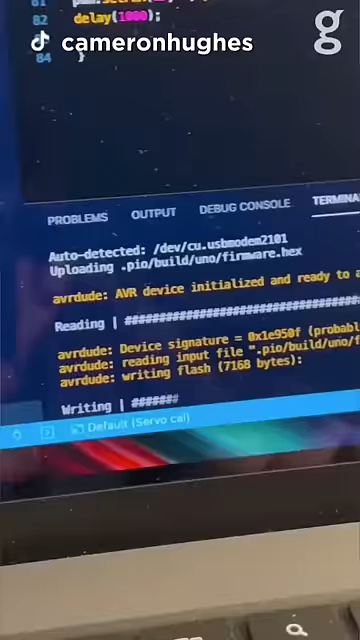 cameronhughes
g
81
82 delay(1000);
84 }
PROBLEMS OUTPUT DEBUG CONSOLE TERMINA
Auto-detected: /dev/cu.usbmodem2101
Uploading .pio/build/uno/firmware.hex
avrdude: AVR device initialized and ready to a
Reading | ####################################
avrdude: Device signature = 0x1e950f (probabl
avrdude: reading input file ".pio/build/uno/f
avrdude: writing flash (7168 bytes):
Writing | #######
Default (Servo cal)